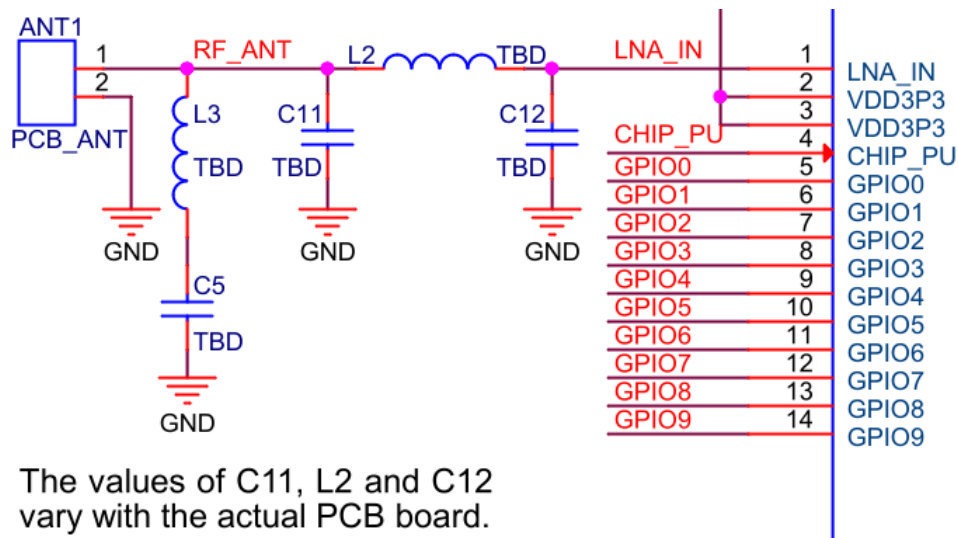 ANT1
1
2
PCB_ANT
RF_ANT
L2
TBD
LNA_IN
L3
TBD
C11
TBD
C12
TBD
GND
GND
GND
C5
TBD
GND
CHIP_PU
GPIO0
GPIO1
GPIO2
GPIO3
GPIO4
GPIO5
GPIO6
GPIO7
GPIO8
GPIO9
1
2
3
4
5
6
7
8
9
10
11
12
13
14
LNA_IN
VDD3P3
VDD3P3
CHIP_PU
GPIO0
GPIO1
GPIO2
GPIO3
GPIO4
GPIO5
GPIO6
GPIO7
GPIO8
GPIO9
The values of C11, L2 and C12
vary with the actual PCB board.